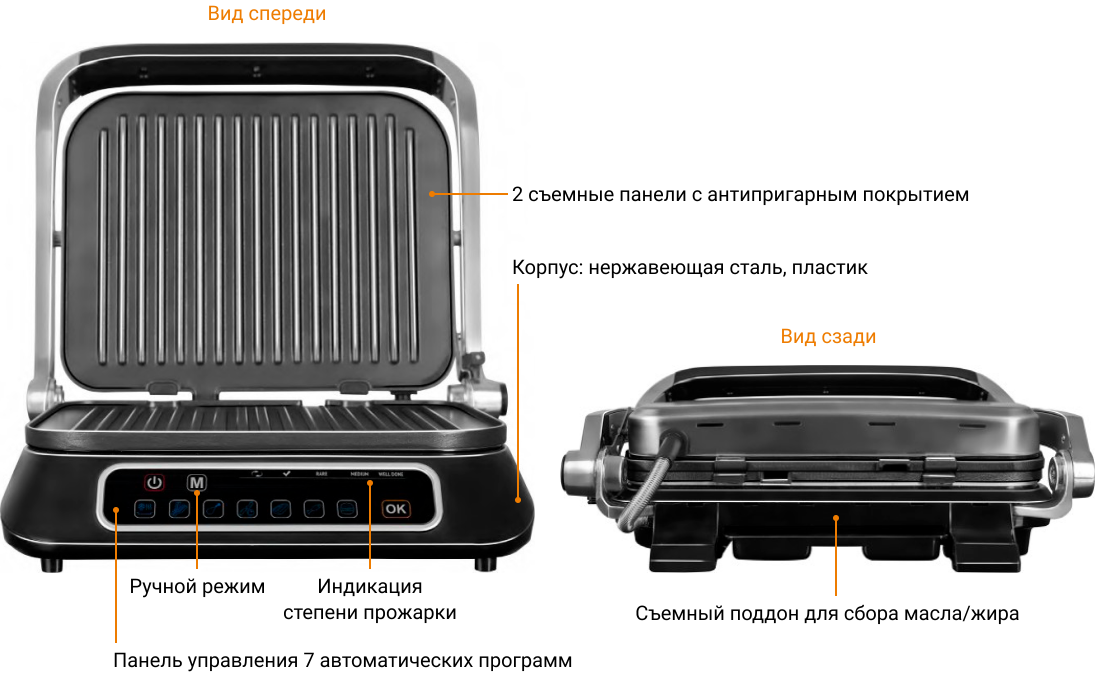 Вид спереди
2 съемные панели с антипригарным покрытием
Корпус: нержавеющая сталь, пластик
Вид сзади
RARE MEDIUM WELL DONE
M
OK
Ручной режим
Индикация
степени прожарки
Съемный поддон для сбора масла/жира
Панель управления 7 автоматических программ